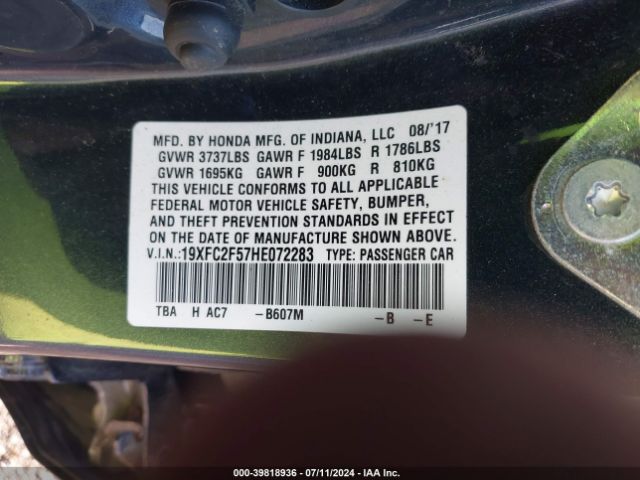 MFD. BY HONDA MFG. OF INDIANA, LLC 08/'17
GVWR 3737LBS GAWR F 1984LBS R 1786LBS
GVWR 1695KG GAWR F 900KG R 810KG
THIS VEHICLE CONFORMS TO ALL APPLICABLE
FEDERAL MOTOR VEHICLE SAFETY, BUMPER,
AND THEFT PREVENTION STANDARDS IN EFFECT
ON THE DATE OF MANUFACTURE SHOWN ABOVE.
V.I.N.:19XFC2F57HE072283 TYPE: PASSENGER CAR
TBA H AC7 -B607M -B -E
000-39818936 - 07/11/2024 - IAA Inc.